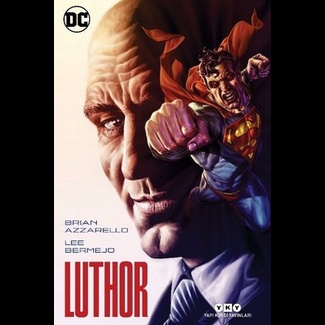 DC
BRIAN
AZZARELLO
LEE
BERMEJO
LUTHOR
YKY
YAPI KREDİ YAYINLARI